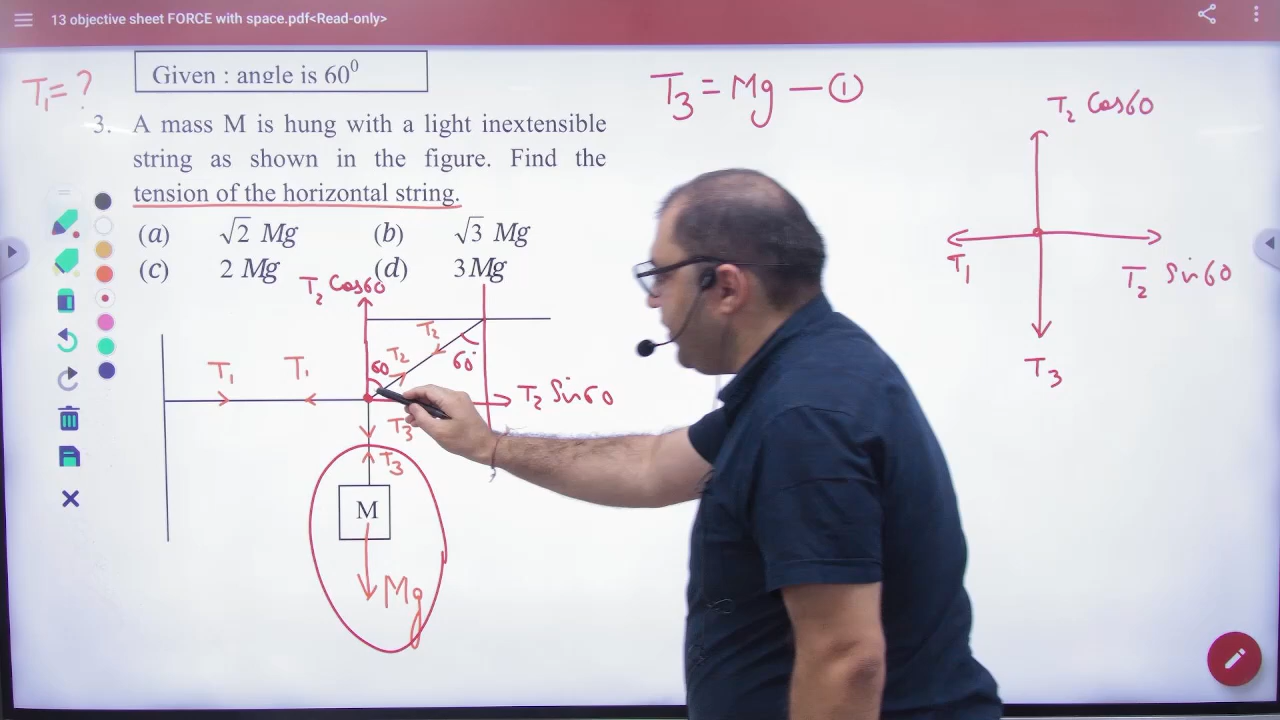 13 objective sheet FORCE with space.pdf<Read-only>
T₁ = ?
Given : angle is 60⁰
3. A mass M is hung with a light inextensible
string as shown in the figure. Find the
tension of the horizontal string.
(a) √2 Mg (b) √3 Mg
(c) 2 Mg (d) 3Mg
T₂ Cos60
T₂
T₂
60
60°
T₁ T₁
T₂ Sin60
T₃
T₃
M
Mg
T₃ = Mg — ①
T₂ Cos60
T₁
T₂ Sin60
T₃